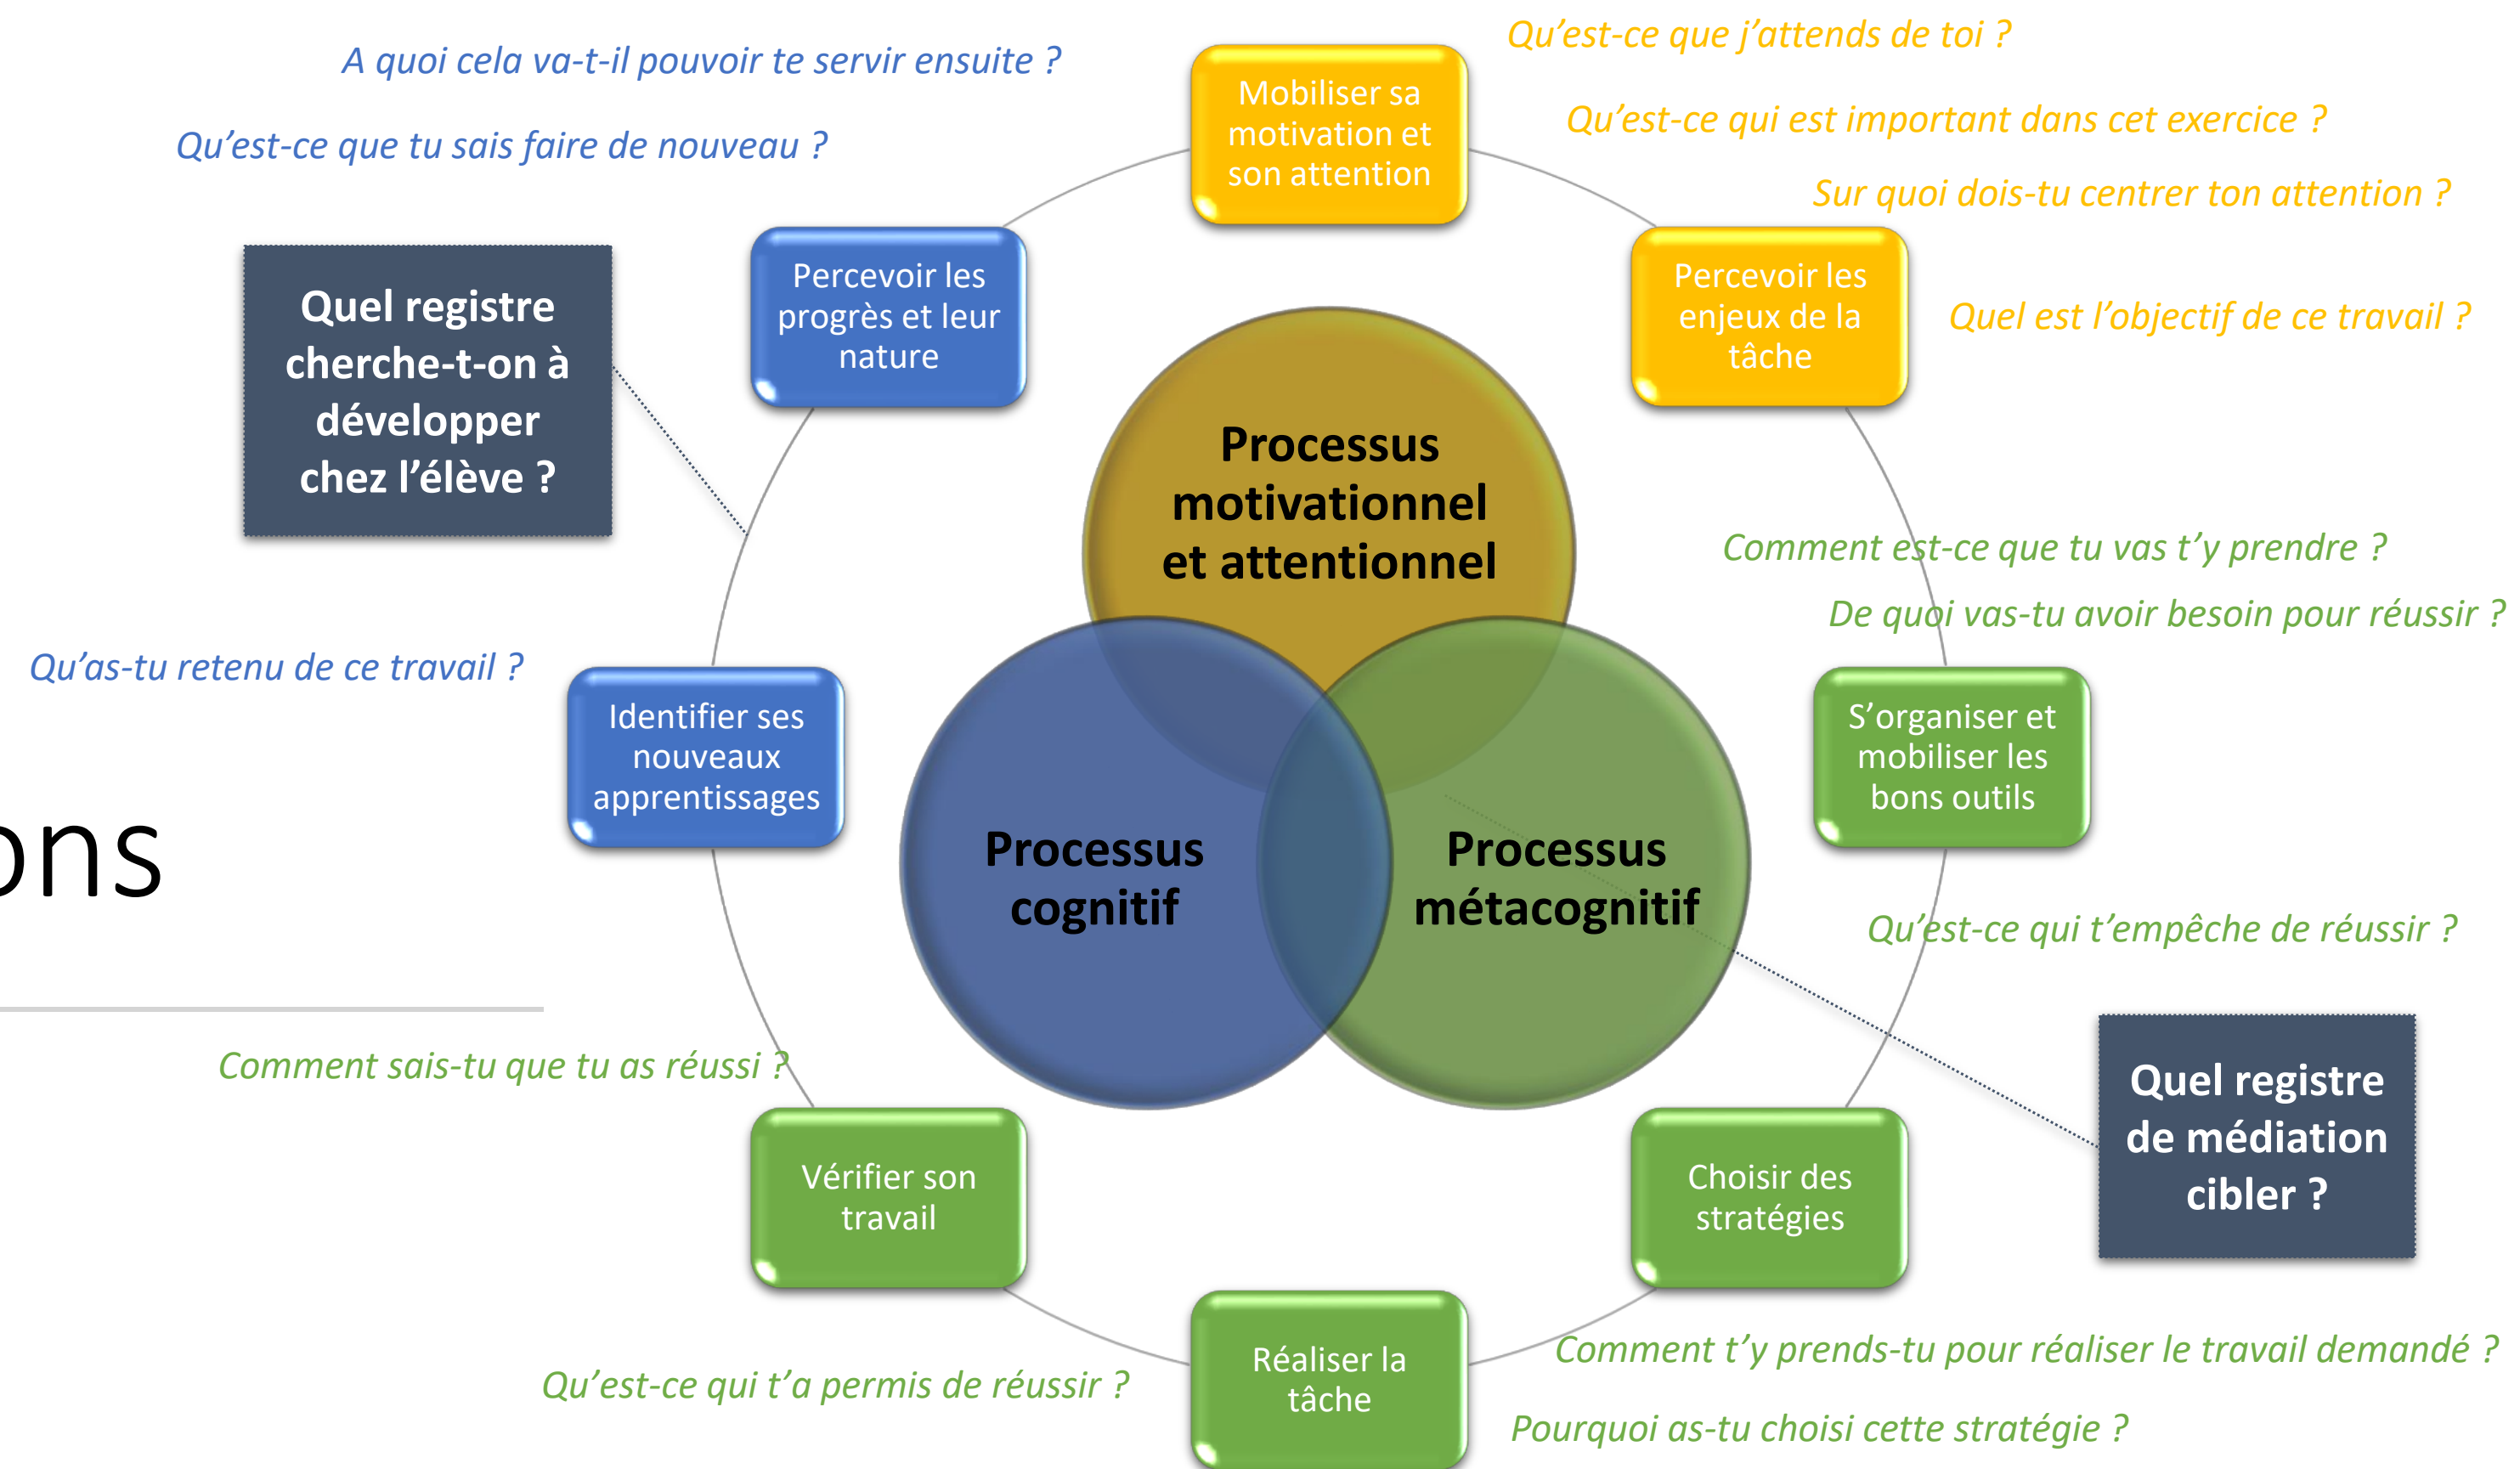 Qu'est-ce que j'attends de toi ?
A quoi cela va-t-il pouvoir te servir ensuite ?
Mobiliser sa
motivation et
son attention
Qu'est-ce qui est important dans cet exercice ?
Qu'est-ce que tu sais faire de nouveau ?
Sur quoi dois-tu centrer ton attention ?
Quel registre
cherche-t-on à
développer
chez l'élève ?
Percevoir les
progrès et leur
nature
Percevoir les
enjeux de la
tâche
Quel est l'objectif de ce travail ?
Processus
motivationnel
et attentionnel
Comment est-ce que tu vas t'y prendre ?
De quoi vas-tu avoir besoin pour réussir ?
Qu'as-tu retenu de ce travail ?
Identifier ses
nouveaux
apprentissages
S'organiser et
mobiliser les
bons outils
ons
Processus
cognitif
Processus
métacognitif
Qu'est-ce qui t'empêche de réussir ?
Comment sais-tu que tu as réussi ?
Quel registre
de médiation
cibler ?
Vérifier son
travail
Choisir des
stratégies
Réaliser la
tâche
Comment t'y prends-tu pour réaliser le travail demandé ?
Qu'est-ce qui t'a permis de réussir ?
Pourquoi as-tu choisi cette stratégie ?